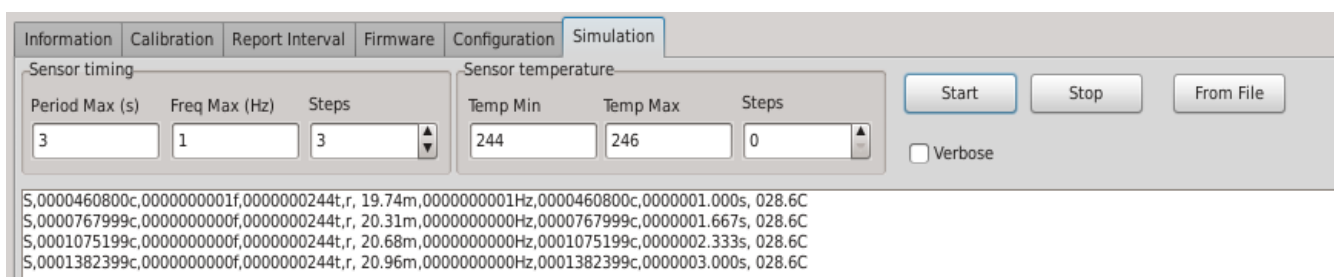 Information Calibration Report Interval Firmware Configuration Simulation
Sensor timing Sensor temperature
Period Max (s) Freq Max (Hz) Steps Temp Min Temp Max Steps Start Stop From File
3 1 3 244 246 0
Verbose
S,0000460800c,0000000001f,0000000244t,r, 19.74m,0000000001Hz,0000460800c,0000001.000s, 028.6C
S,0000767999c,0000000000f,0000000244t,r, 20.31m,0000000000Hz,0000767999c,0000001.667s, 028.6C
S,0001075199c,0000000000f,0000000244t,r, 20.68m,0000000000Hz,0001075199c,0000002.333s, 028.6C
S,0001382399c,0000000000f,0000000244t,r, 20.96m,0000000000Hz,0001382399c,0000003.000s, 028.6C